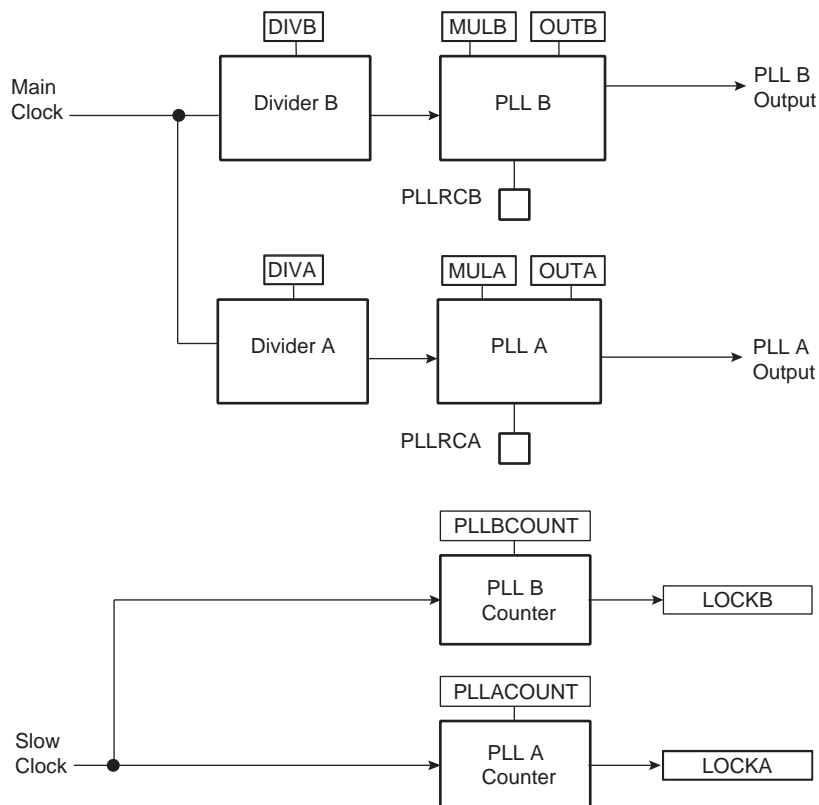 DIVB
MULB
OUTB
Main
Clock
Divider B
PLL B
PLL B
Output
PLLRCB
DIVA
MULA
OUTA
Divider A
PLL A
PLL A
Output
PLLRCA
PLLBCOUNT
PLL B
Counter
LOCKB
PLLACOUNT
Slow
Clock
PLL A
Counter
LOCKA